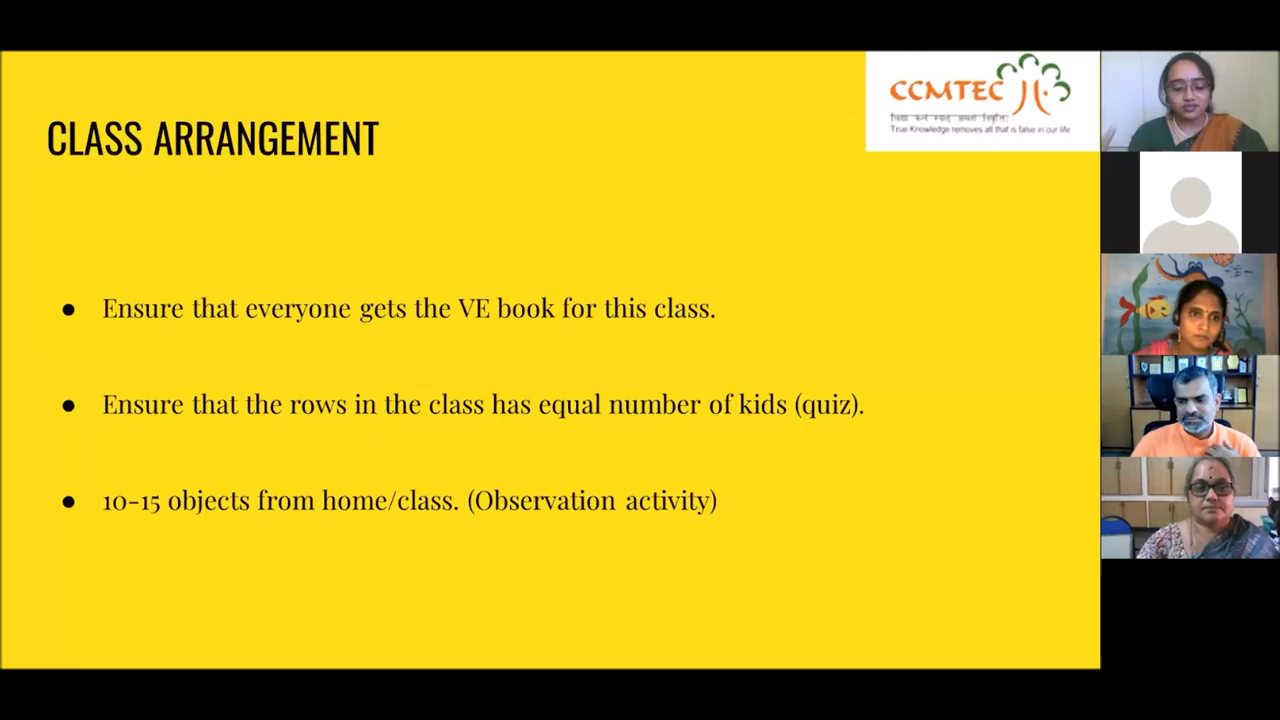 CCMTEC
True Knowledge removes all that is false in our life
CLASS ARRANGEMENT
● Ensure that everyone gets the VE book for this class.
● Ensure that the rows in the class has equal number of kids (quiz).
● 10-15 objects from home/class. (Observation activity)